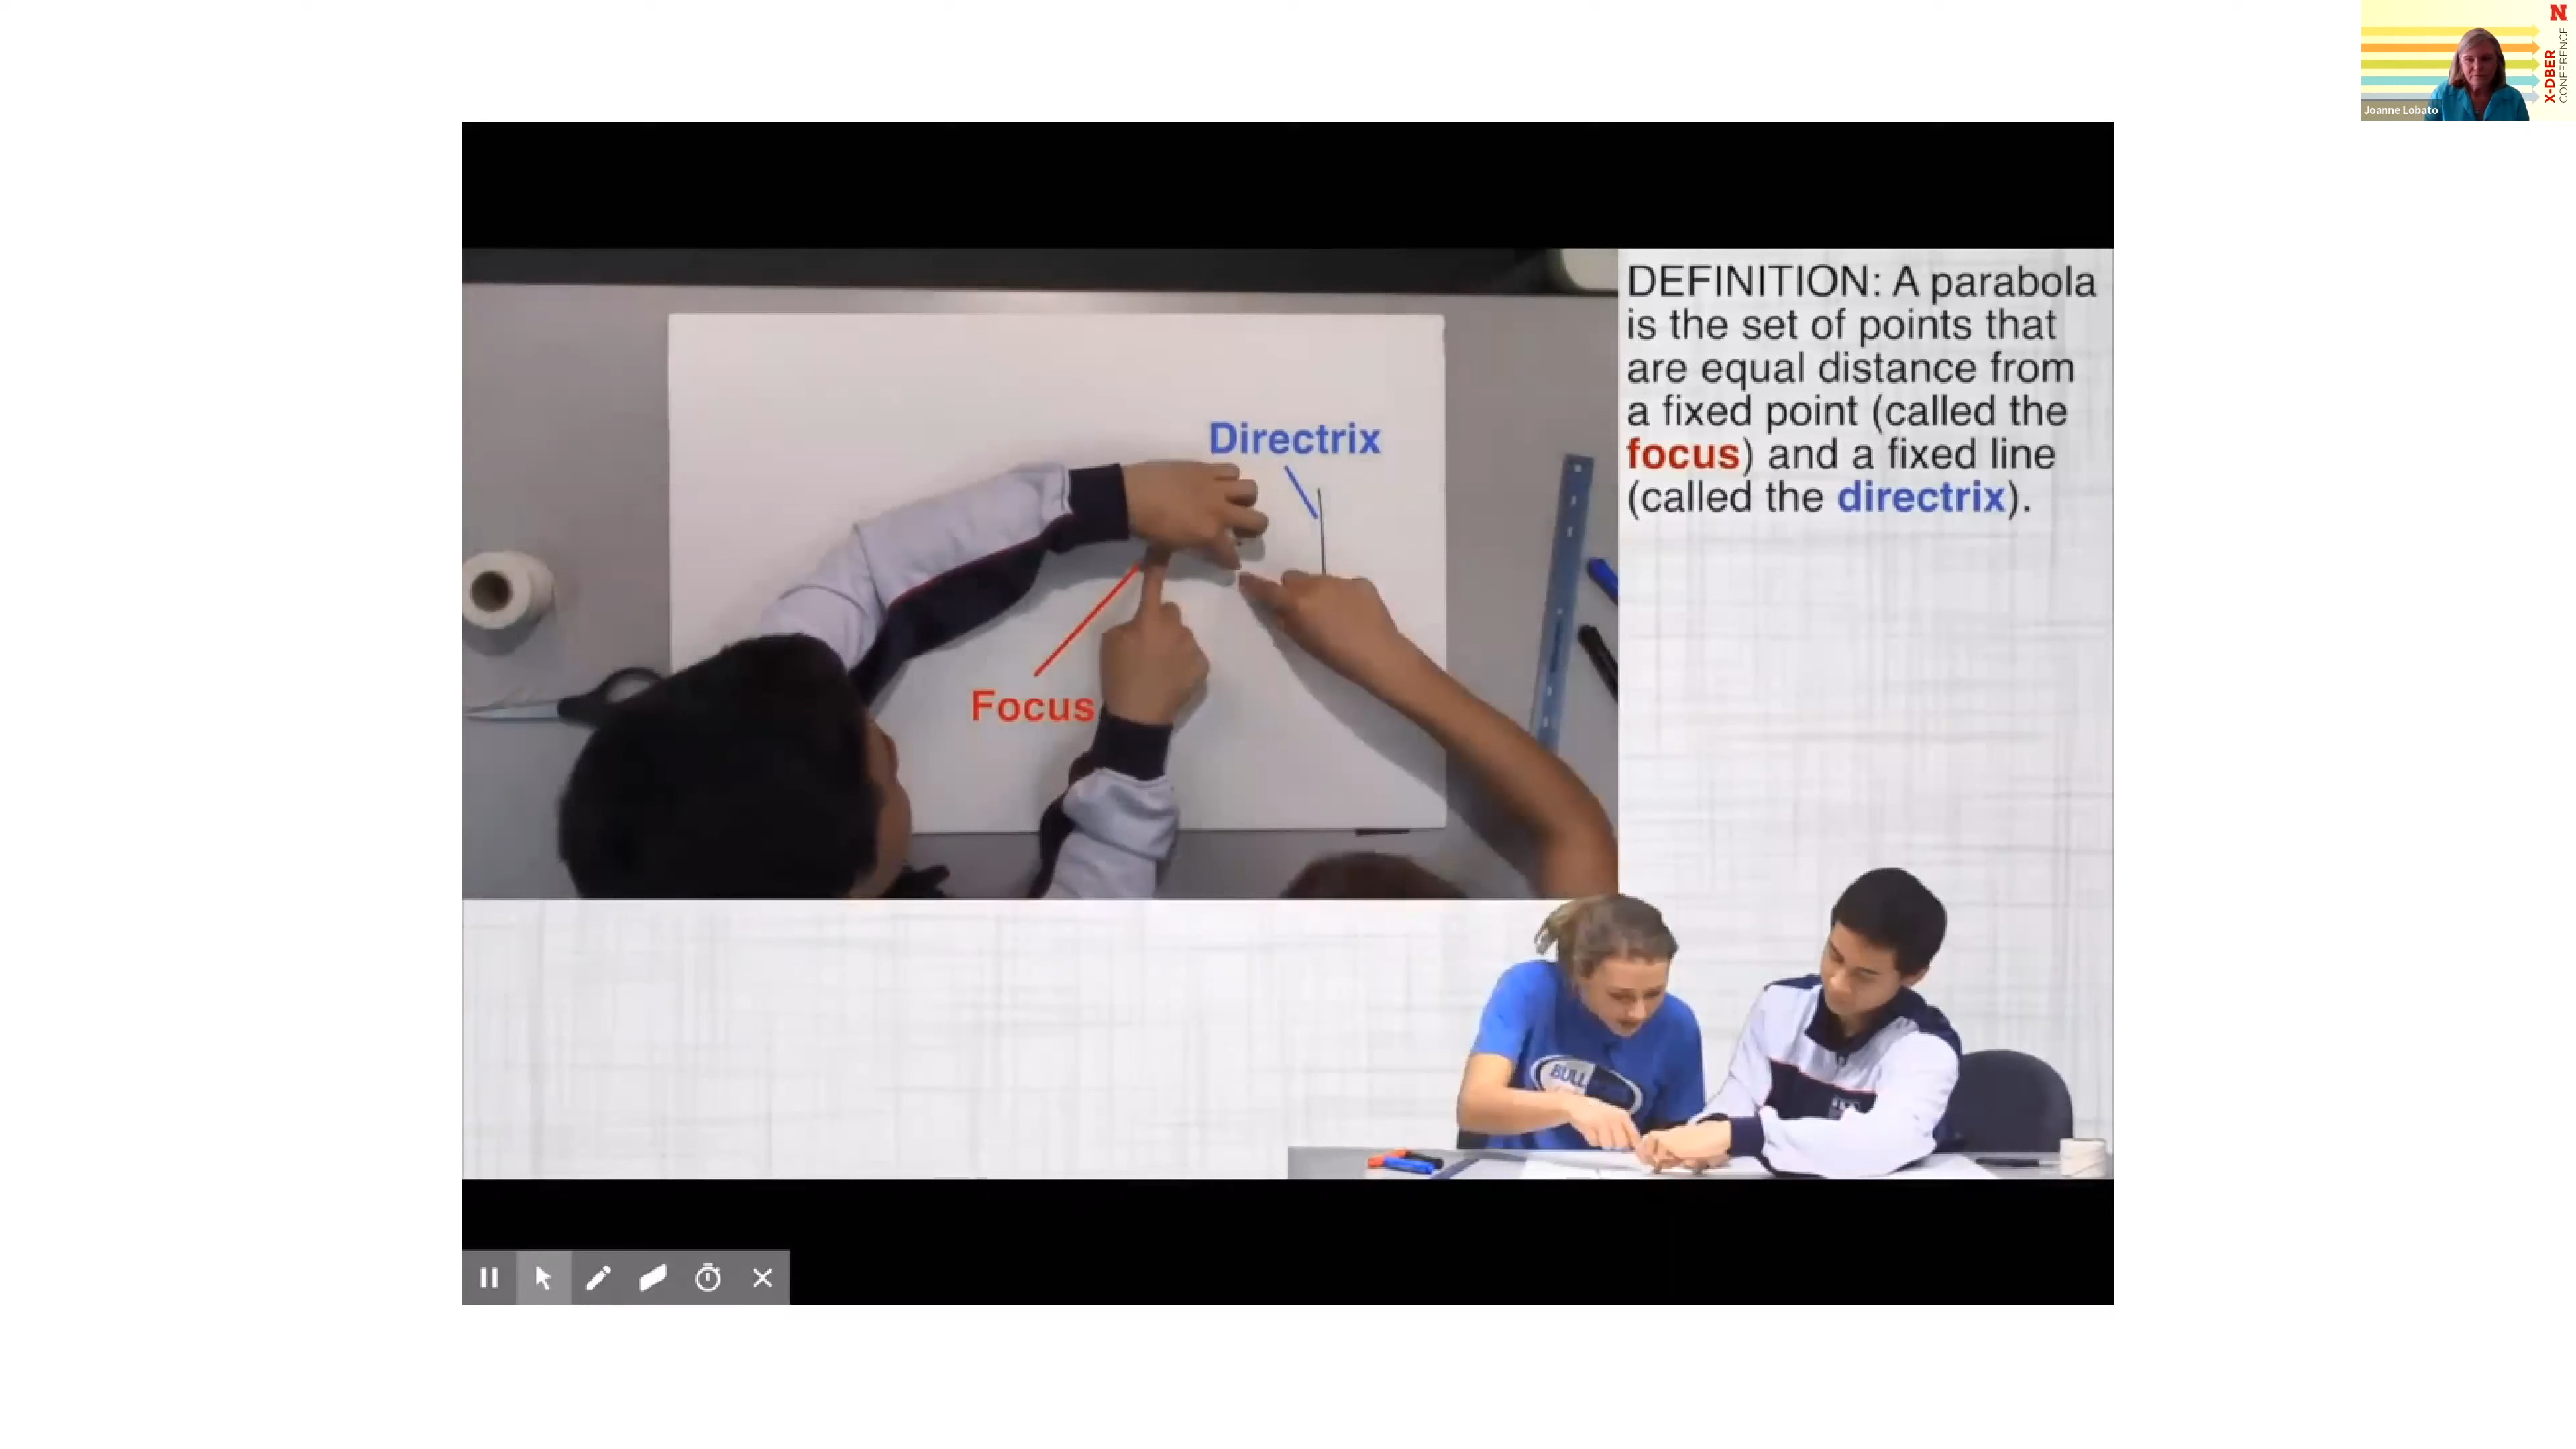 N
X-DBER
CONFERENCE
Joanne Lobato
DEFINITION: A parabola
is the set of points that
are equal distance from
a fixed point (called the
focus) and a fixed line
(called the directrix).
Directrix
Focus
BULL